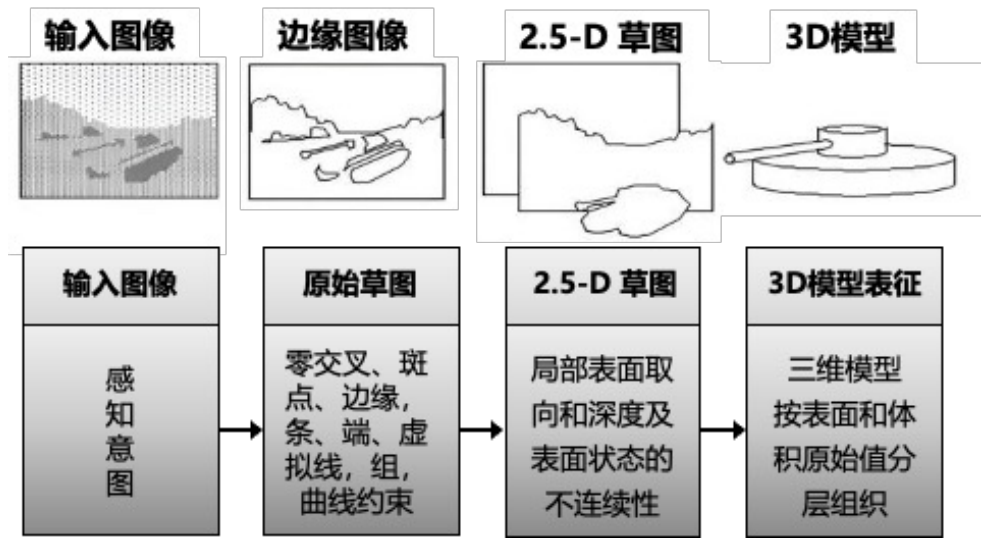 输入图像
边缘图像
2.5-D 草图
3D模型
输入图像
感
知
意
图
原始草图
零交叉、斑
点、边缘，
条、端、虚
拟线，组，
曲线约束
2.5-D 草图
局部表面取
向和深度及
表面状态的
不连续性
3D模型表征
三维模型
按表面和体
积原始值分
层组织